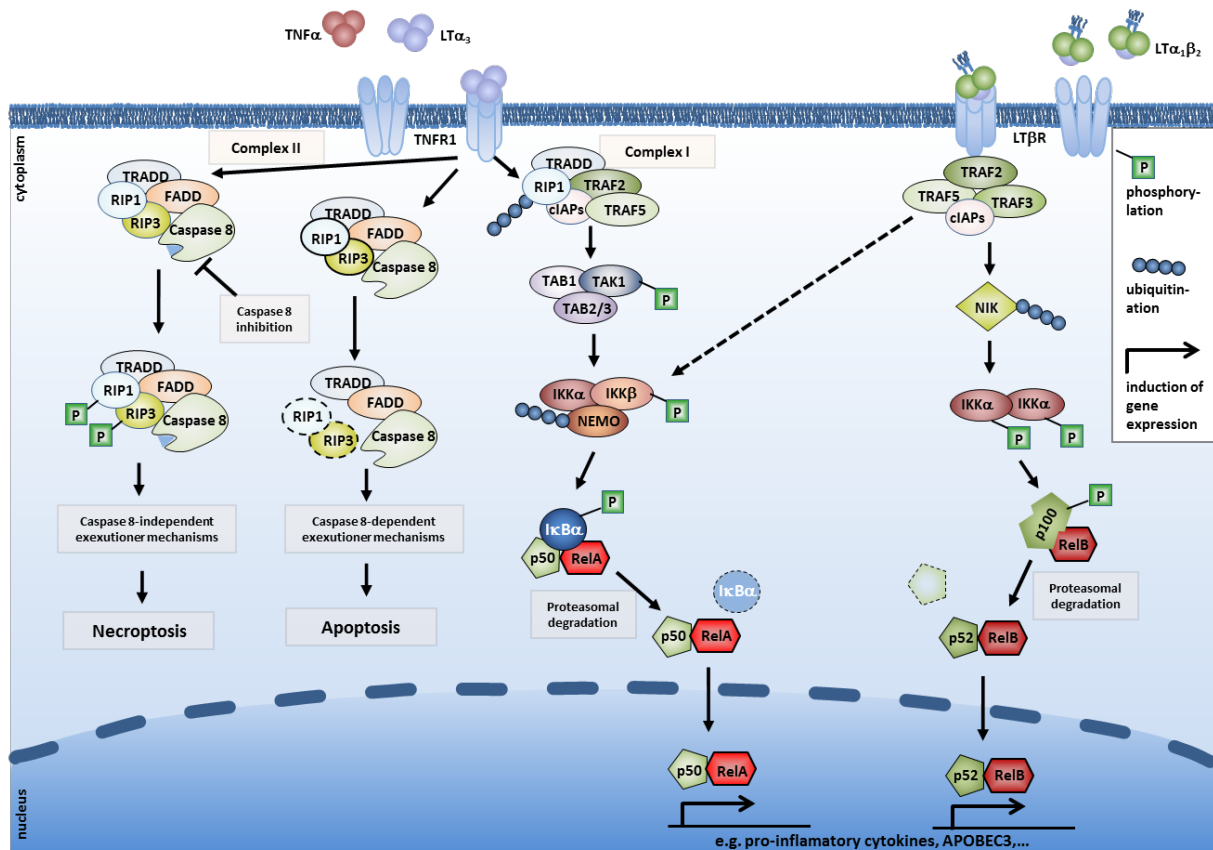 TNFα
LTα3
LTα1β2
TNFR1
LTβR
cytoplasm
Complex II
Complex I
TRADD
RIP1
FADD
RIP3
Caspase 8
Caspase 8
inhibition
TRADD
RIP1
FADD
RIP3
Caspase 8
TRADD
RIP1
TRAF2
cIAPs
TRAF5
TRAF2
TRAF5
TRAF3
cIAPs
P
phosphory-
lation
ubiquitin-
ation
induction of
gene
expression
TAB1
TAK1
TAB2/3
P
NIK
TRADD
RIP1
FADD
RIP3
Caspase 8
P
P
TRADD
RIP1
FADD
RIP3
Caspase 8
IKKα
IKKβ
NEMO
P
IKKα
IKKα
P
P
Caspase 8-independent
exexutioner mechanisms
Caspase 8-dependent
exexutioner mechanisms
P
IκBα
p50
RelA
P
p100
RelB
Proteasomal
degradation
IκBα
Proteasomal
degradation
Necroptosis
Apoptosis
p50
RelA
p52
RelB
nucleus
p50
RelA
p52
RelB
e.g. pro-inflamatory cytokines, APOBEC3,...